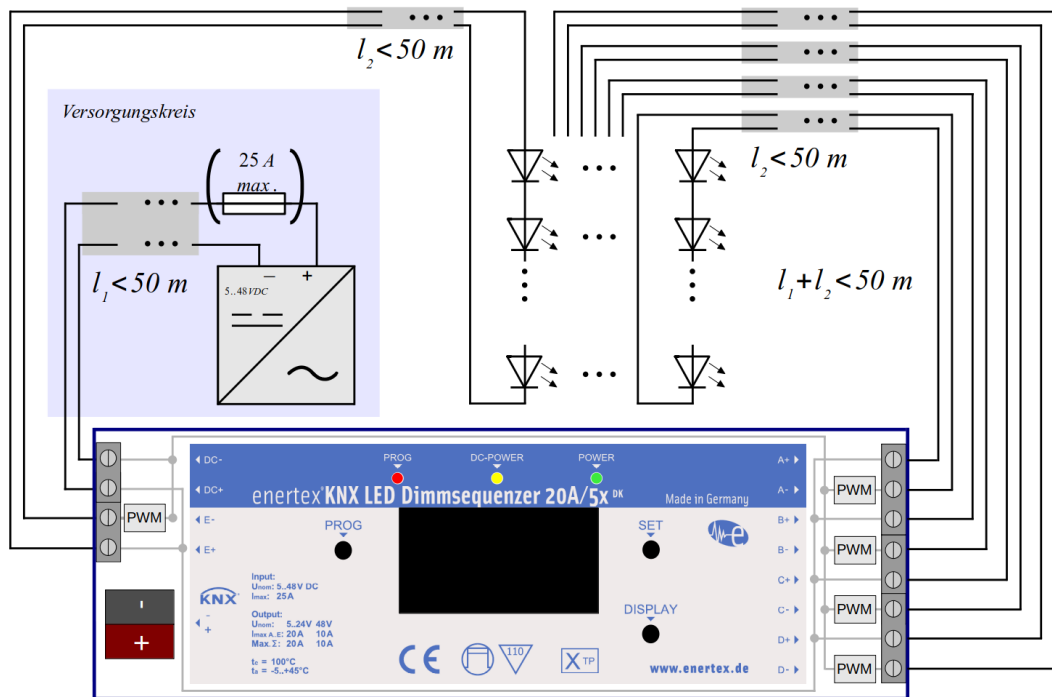 l₂<50 m
Versorgungskreis
25 A
max.
l₁<50 m
5..48VDC
− +
l₂<50 m
l₁+l₂<50 m
DC-
DC+
E-
E+
PWM
PROG
DC-POWER
POWER
enertex® KNX LED Dimmsequenzer 20A/5x DK
Made in Germany
PROG
SET
DISPLAY
KNX®
-
+
-
+
Input:
Unom: 5..48V DC
Imax: 25A
Output:
Unom: 5..24V 48V
Imax A..E: 20A 10A
Max Σ: 20A 10A
tc = 100°C
ta = -5..+45°C
CE
110
X TP
e
www.enertex.de
A+
A-
B+
B-
C+
C-
D+
D-
PWM
PWM
PWM
PWM